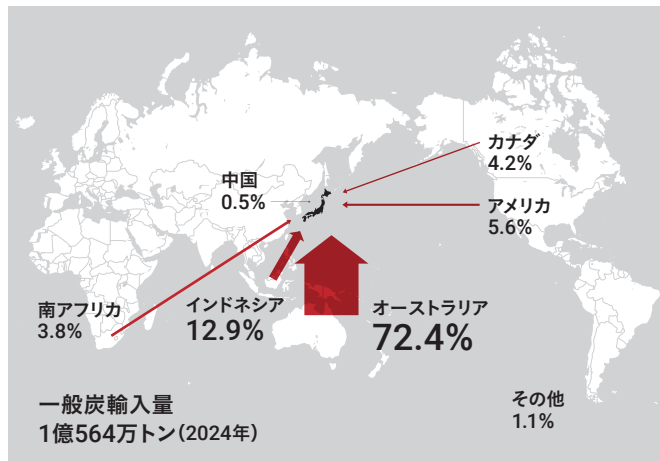 カナダ
4.2%
中国
0.5%
アメリカ
5.6%
南アフリカ
3.8%
インドネシア
12.9%
オーストラリア
72.4%
一般炭輸入量
1億564万トン(2024年)
その他
1.1%